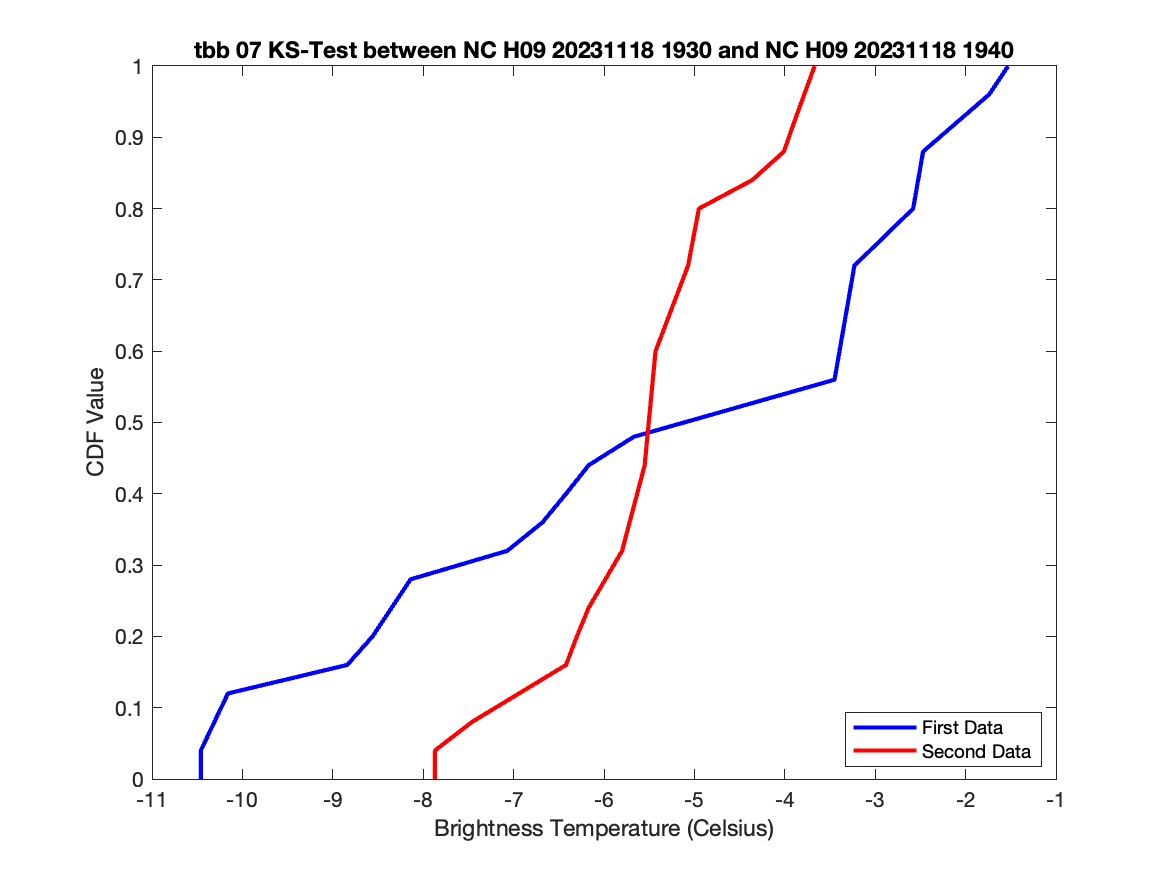 tbb 07 KS-Test between NC H09 20231118 1930 and NC H09 20231118 1940
1
0.9
0.8
0.7
0.6
0.5
0.4
0.3
0.2
0.1
0
CDF Value
-11 -10 -9 -8 -7 -6 -5 -4 -3 -2 -1
Brightness Temperature (Celsius)
First Data
Second Data